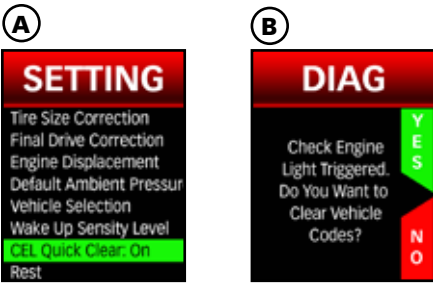 A
SETTING
Tire Size Correction
Final Drive Correction
Engine Displacement
Default Ambient Pressur
Vehicle Selection
Wake Up Sensity Level
CEL Quick Clear: On
Rest
B
DIAG
Check Engine
Light Triggered.
Do You Want to
Clear Vehicle
Codes?
YES
NO